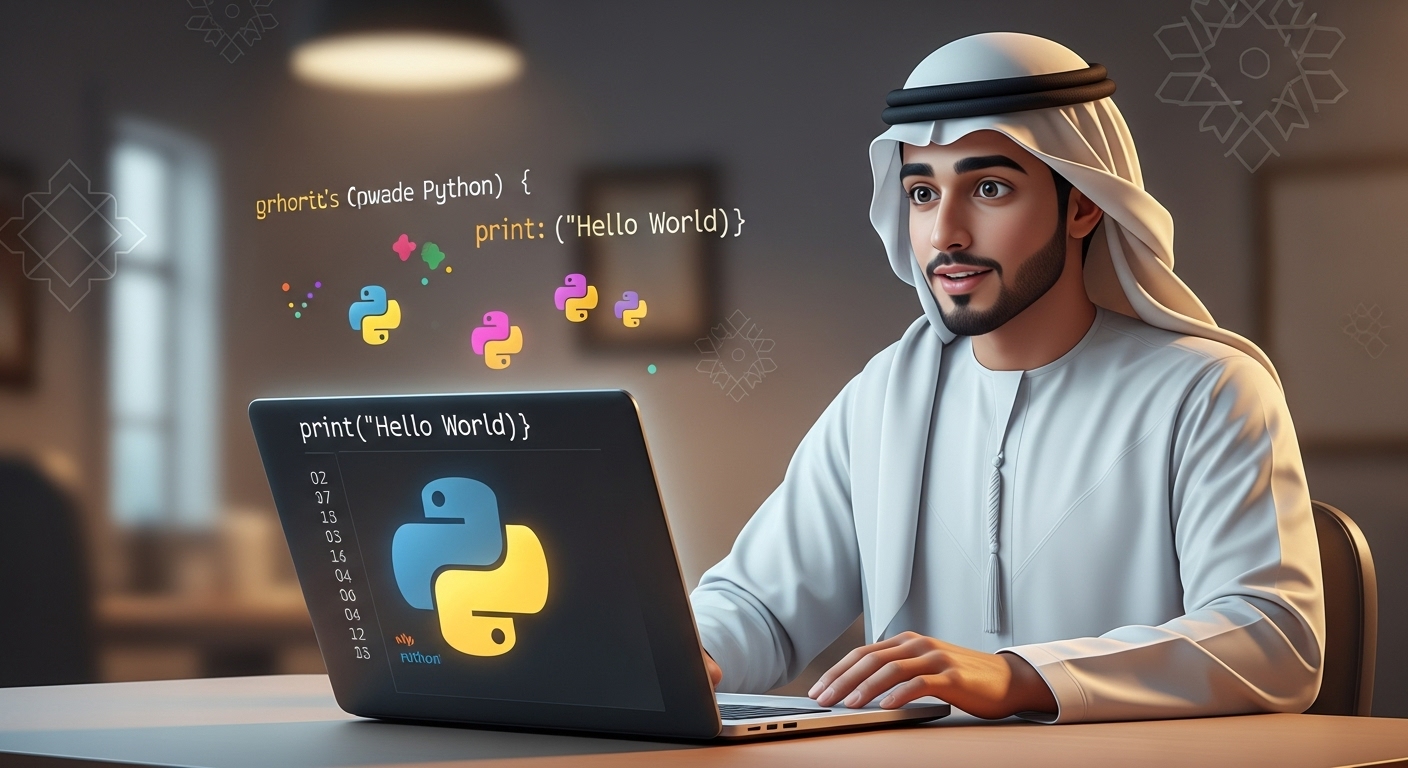 grhorit's (pwade Python) {
print: ("Hello World)}
print("Hello World)}
02
07
13
03
16
04
00
04
12
My
Python